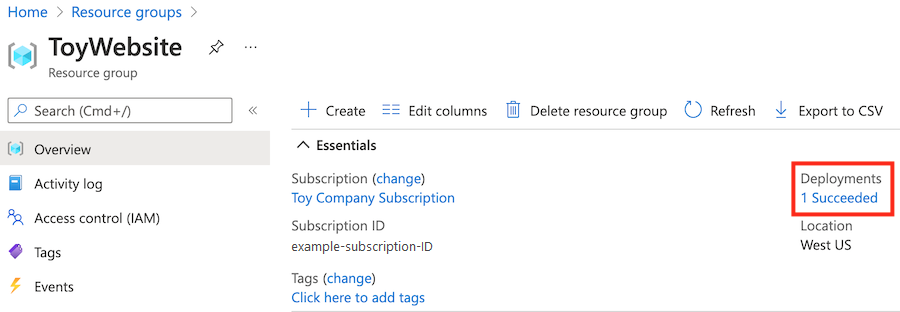 Home > Resource groups >
ToyWebsite
Resource group
Search (Cmd+/)
Overview
Activity log
Access control (IAM)
Tags
Events
Create Edit columns Delete resource group Refresh Export to CSV
Essentials
Subscription (change)
Toy Company Subscription
Subscription ID
example-subscription-ID
Tags (change)
Click here to add tags
Deployments
1 Succeeded
Location
West US